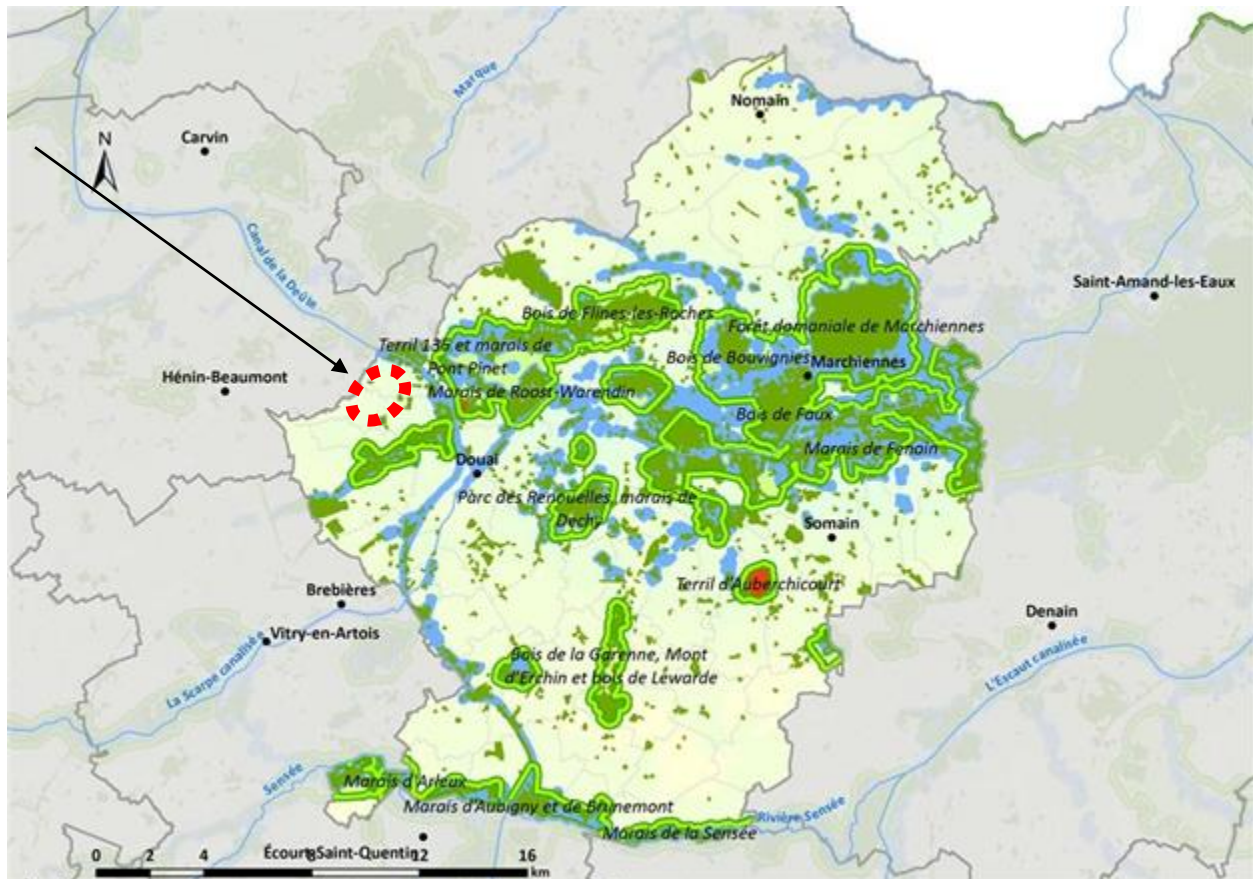 Marque
Nomain
N
Carvin
Canal de la Deûle
Saint-Amand-les-Eaux
Bois de Flines-les-Roches
Forêt domaniale de Marchiennes
Terril 136 et marais de
Pont Pinet
Bois de Bouvignies
Marchiennes
Hénin-Beaumont
Marais de Roost-Warendin
Bois de Faux
Marais de Fenain
Douai
Parc des Renouelles, marais de
Dechy
Somain
Terril d'Auberchicourt
Brebières
Denain
Vitry-en-Artois
La Scarpe canalisée
Bois de la Garenne, Mont
d'Erchin et bois de Lewarde
L'Escaut canalisée
Sensée
Marais d'Arleux
Marais d'Aubigny et de Brunemont
Rivière Sensée
Marais de la Sensée
Écourt-Saint-Quentin
0 2 4 8 12 16
km